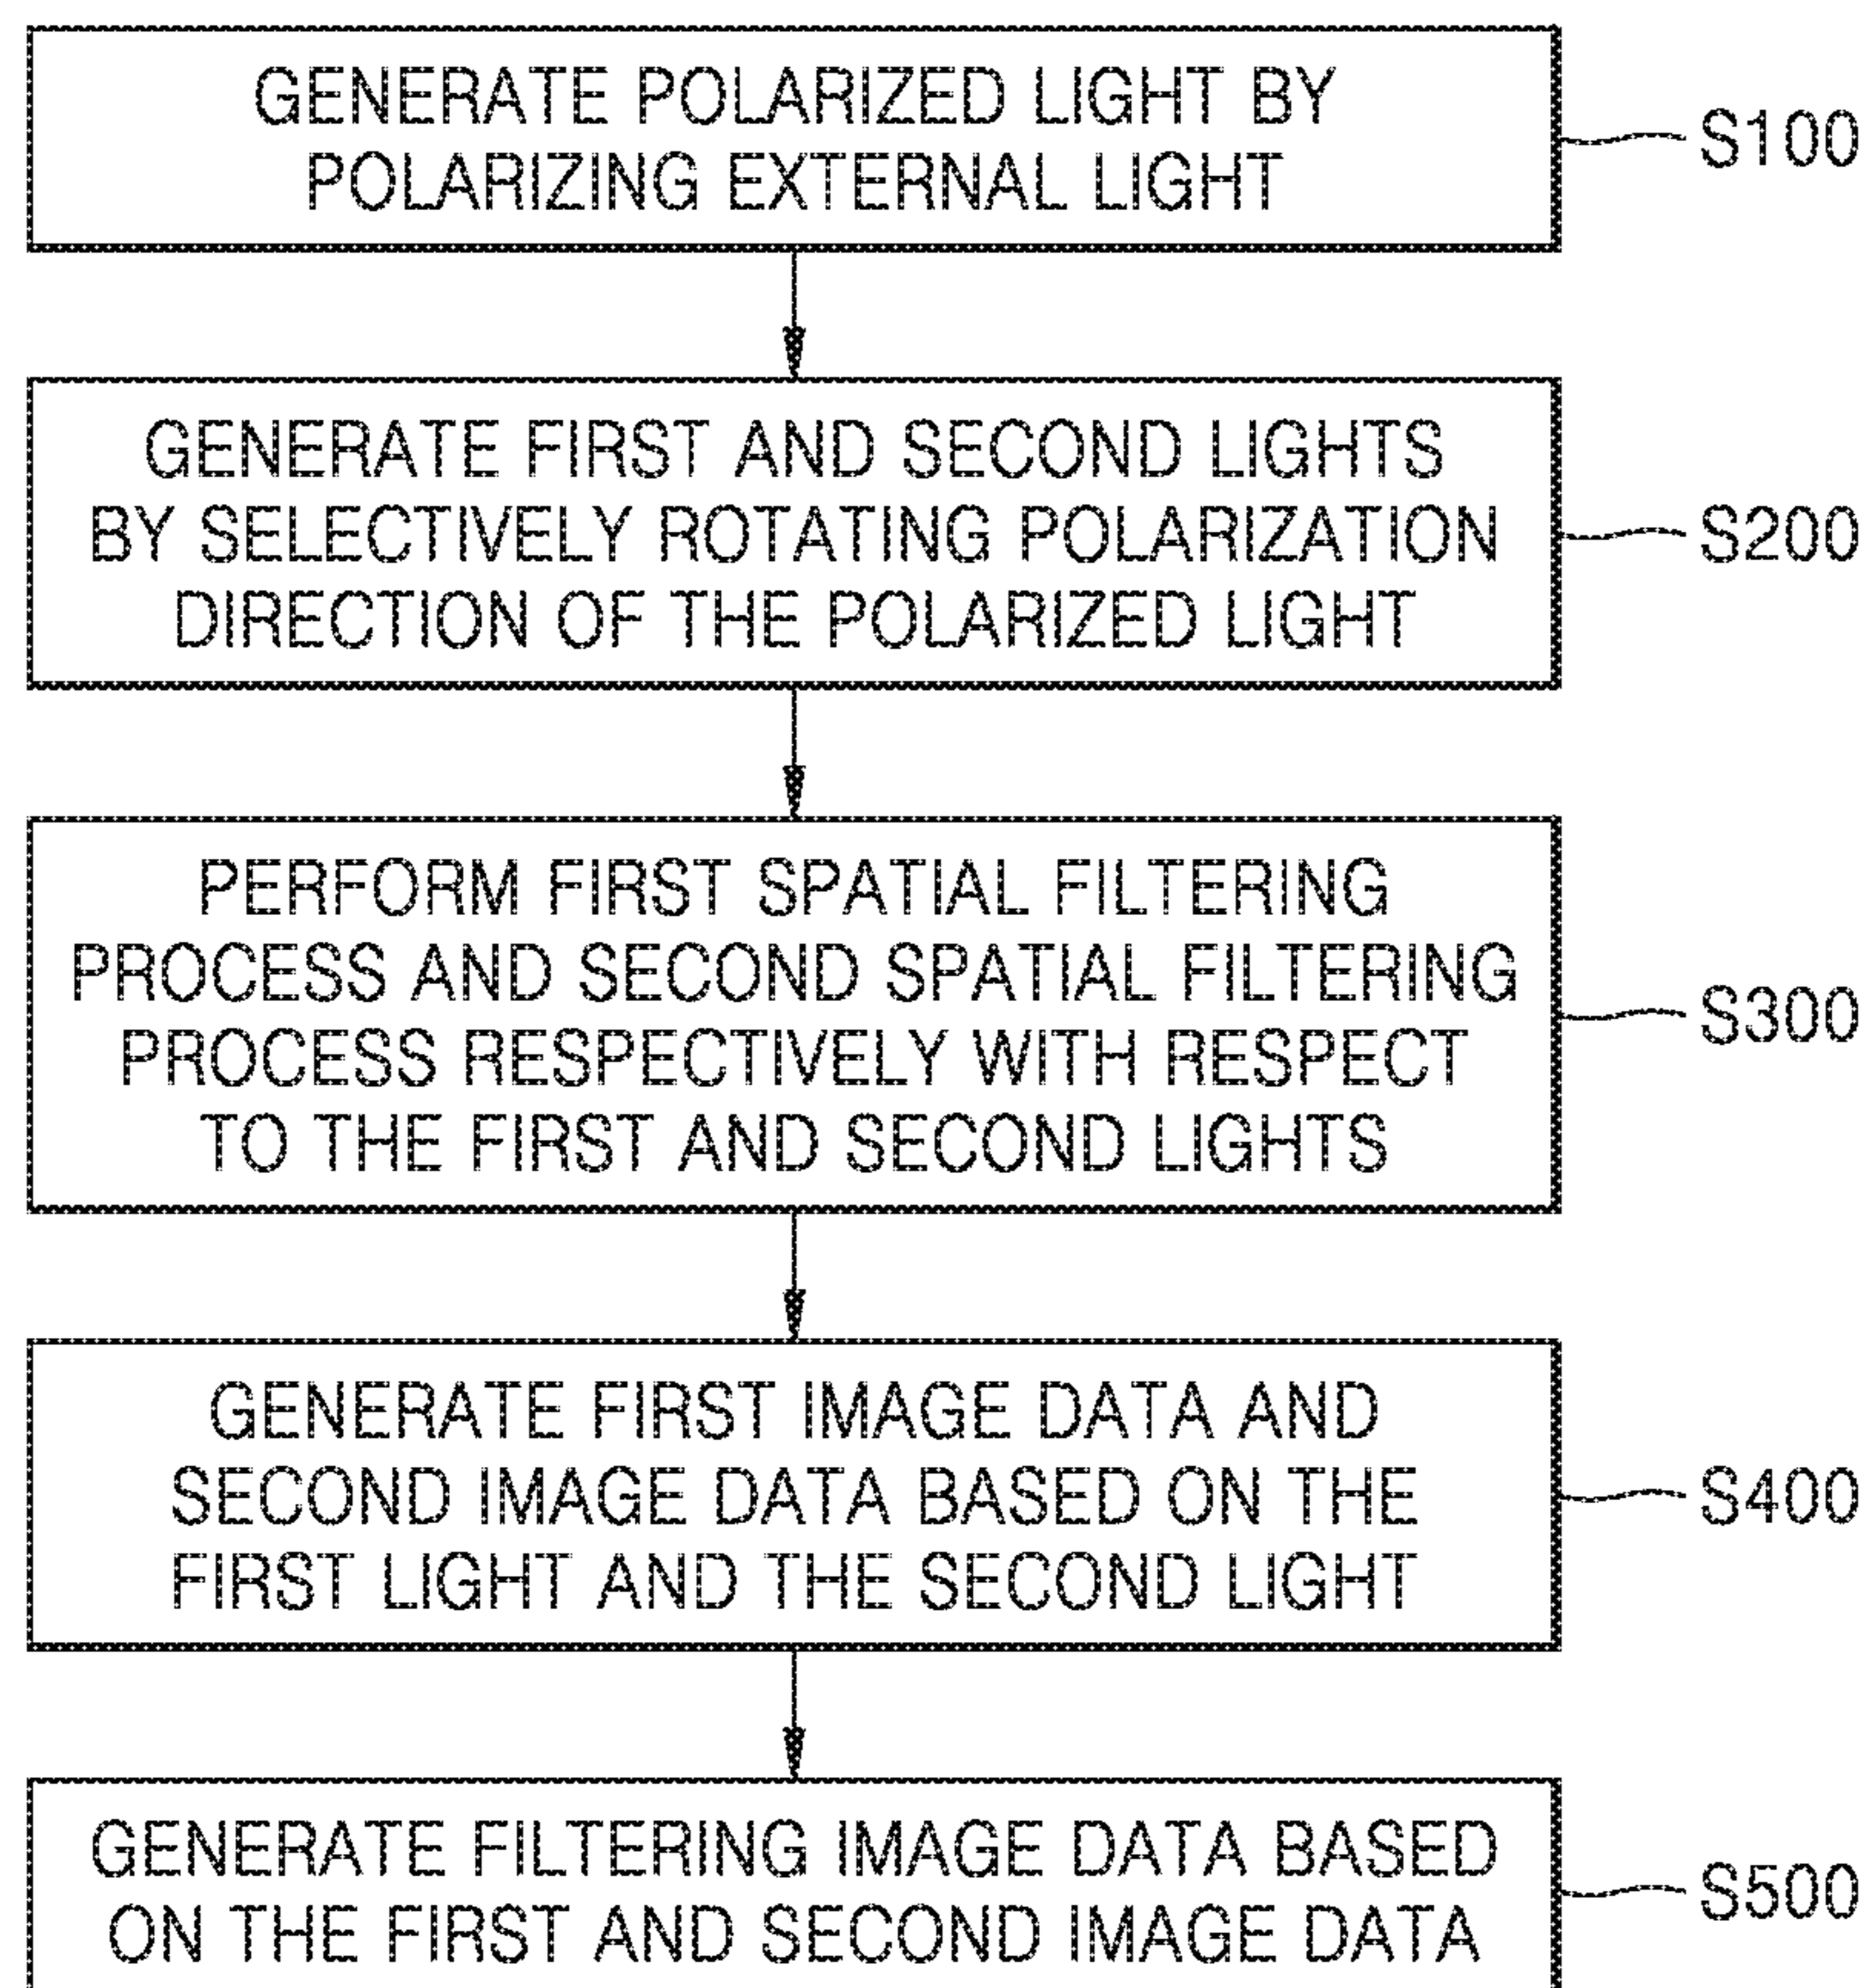 GENERATE POLARIZED LIGHT BY
POLARIZING EXTERNAL LIGHT
S100
GENERATE FIRST AND SECOND LIGHTS
BY SELECTIVELY ROTATING POLARIZATION
DIRECTION OF THE POLARIZED LIGHT
S200
PERFORM FIRST SPATIAL FILTERING
PROCESS AND SECOND SPATIAL FILTERING
PROCESS RESPECTIVELY WITH RESPECT
TO THE FIRST AND SECOND LIGHTS
S300
GENERATE FIRST IMAGE DATA AND
SECOND IMAGE DATA BASED ON THE
FIRST LIGHT AND THE SECOND LIGHT
S400
GENERATE FILTERING IMAGE DATA BASED
ON THE FIRST AND SECOND IMAGE DATA
S500